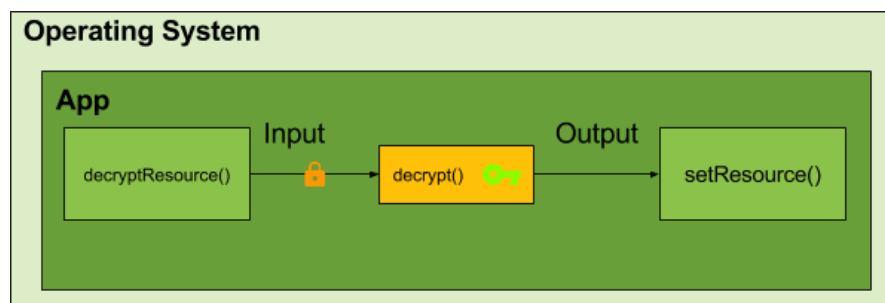 Operating System
App
Input
Output
decryptResource()
decrypt()
setResource()